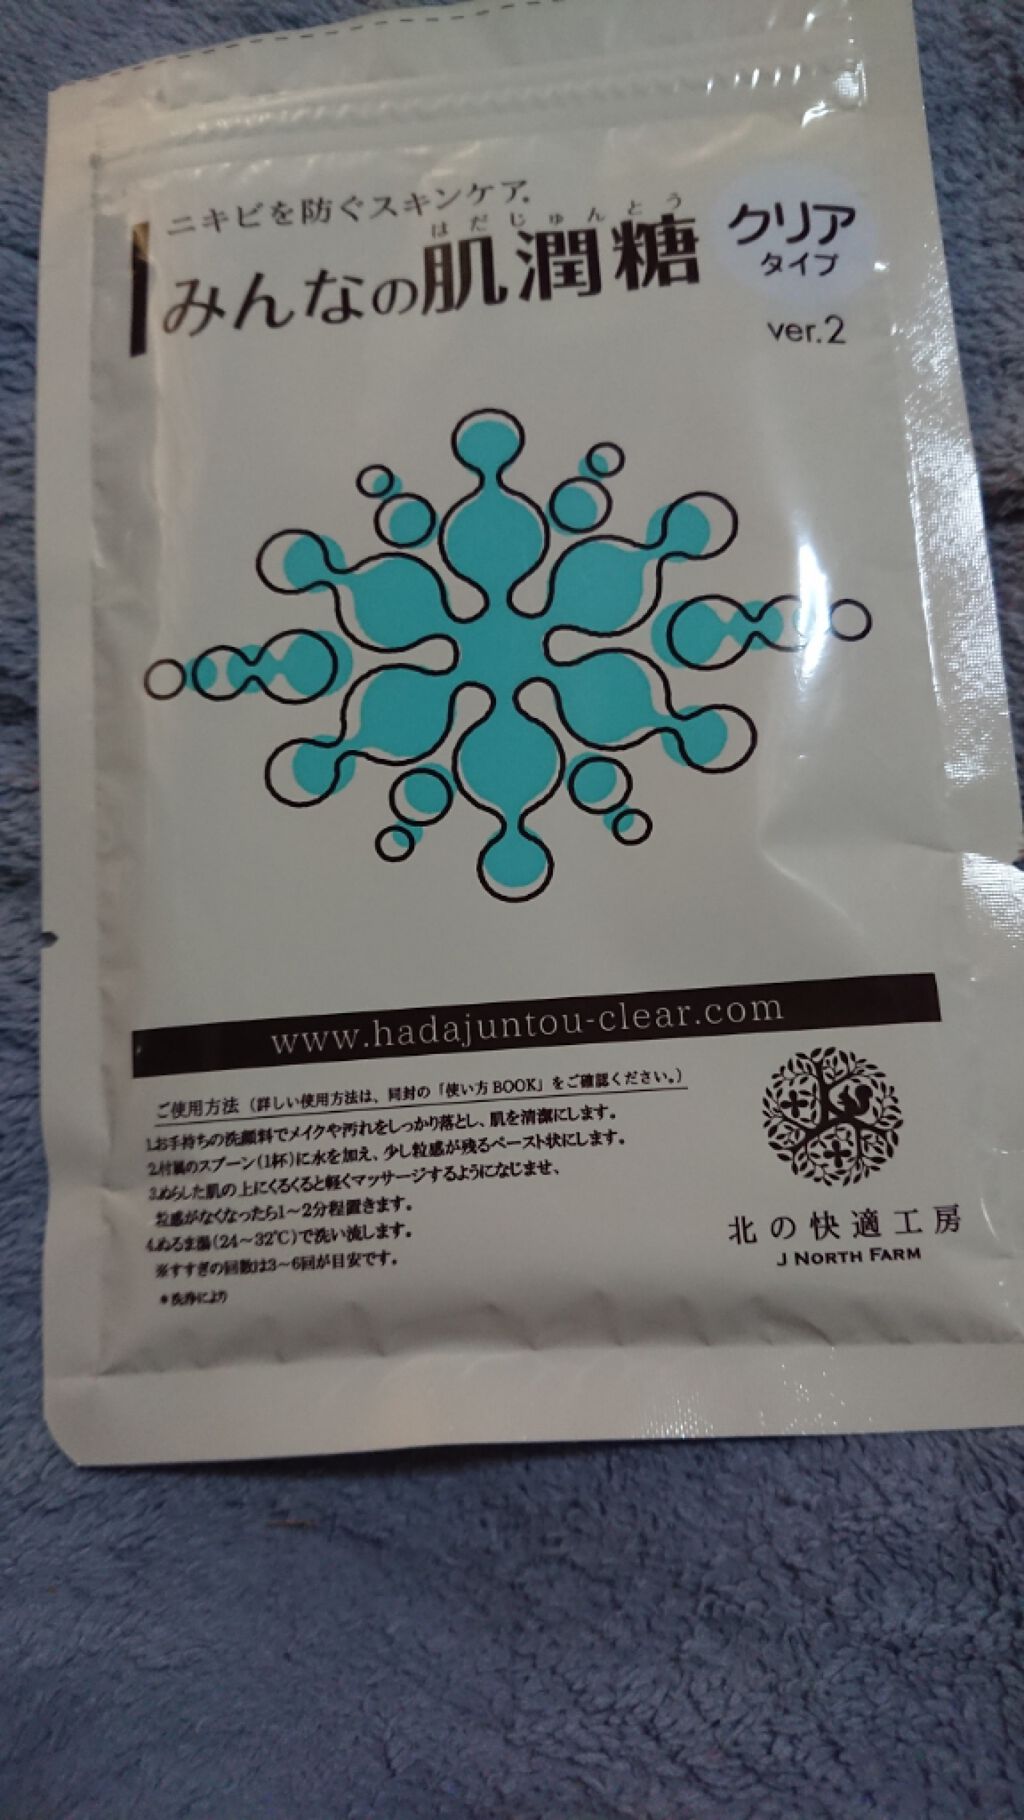 ニキビを防ぐスキンケア。
はだじゅんとう
みんなの肌潤糖
クリア
タイプ
ver.2
www.hadajuntou-clear.com
ご使用方法（詳しい使用方法は、同封の「使い方BOOK」をご確認ください。）
1.お手持ちの洗顔料でメイクや汚れをしっかり落とし、肌を清潔にします。
2.付属のスプーン(1杯)に水を加え、少し粒感が残るペースト状にします。
3.ぬらした肌の上にくるくると軽くマッサージするようになじませ、
粒感がなくなったら1〜2分程置きます。
4.ぬるま湯(24〜32℃)で洗い流します。
※すすぎの回数は3〜6回が目安です。
＊洗浄により
北の快適工房
J NORTH FARM